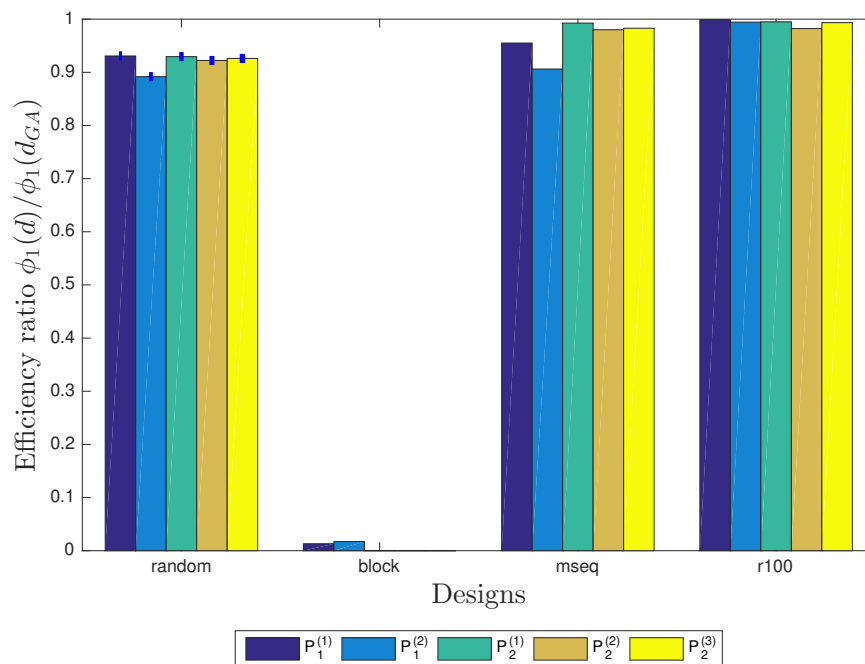 Efficiency ratio ϕ₁(d)/ϕ₁(d_GA)
1
0.9
0.8
0.7
0.6
0.5
0.4
0.3
0.2
0.1
0
random block mseq r100
Designs
P₁⁽¹⁾ P₁⁽²⁾ P₂⁽¹⁾ P₂⁽²⁾ P₂⁽³⁾